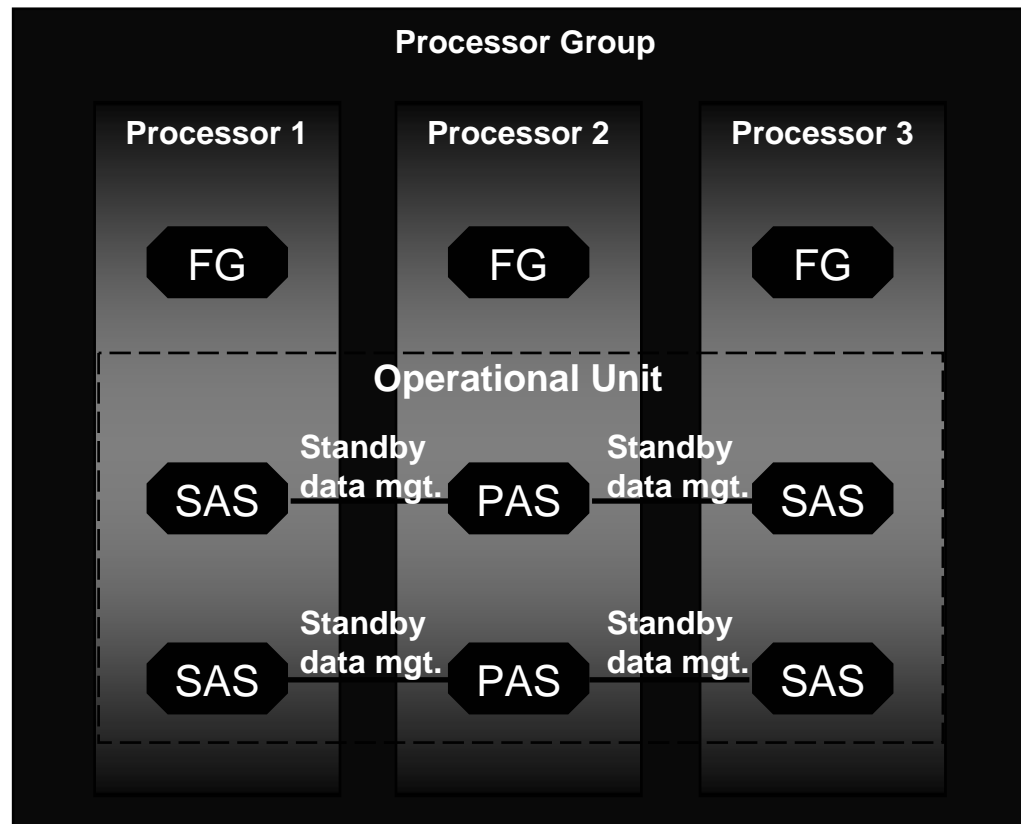 Processor Group
Processor 1
Processor 2
Processor 3
FG
FG
FG
Operational Unit
Standby
data mgt.
Standby
data mgt.
SAS
PAS
SAS
Standby
data mgt.
Standby
data mgt.
SAS
PAS
SAS